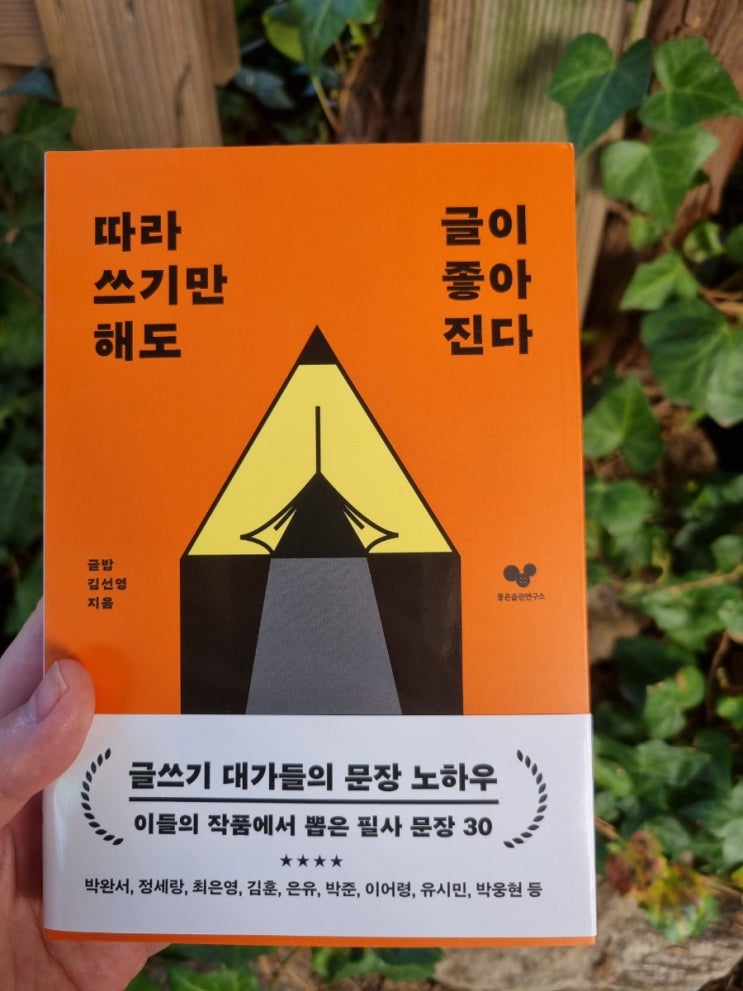 따라
쓰기만
해도
글이
좋아
진다
글밥
김선영
지음
좋은습관연구소
글쓰기 대가들의 문장 노하우
이들의 작품에서 뽑은 필사 문장 30
★★★★
박완서, 정세랑, 최은영, 김훈, 은유, 박준, 이어령, 유시민, 박웅현 등